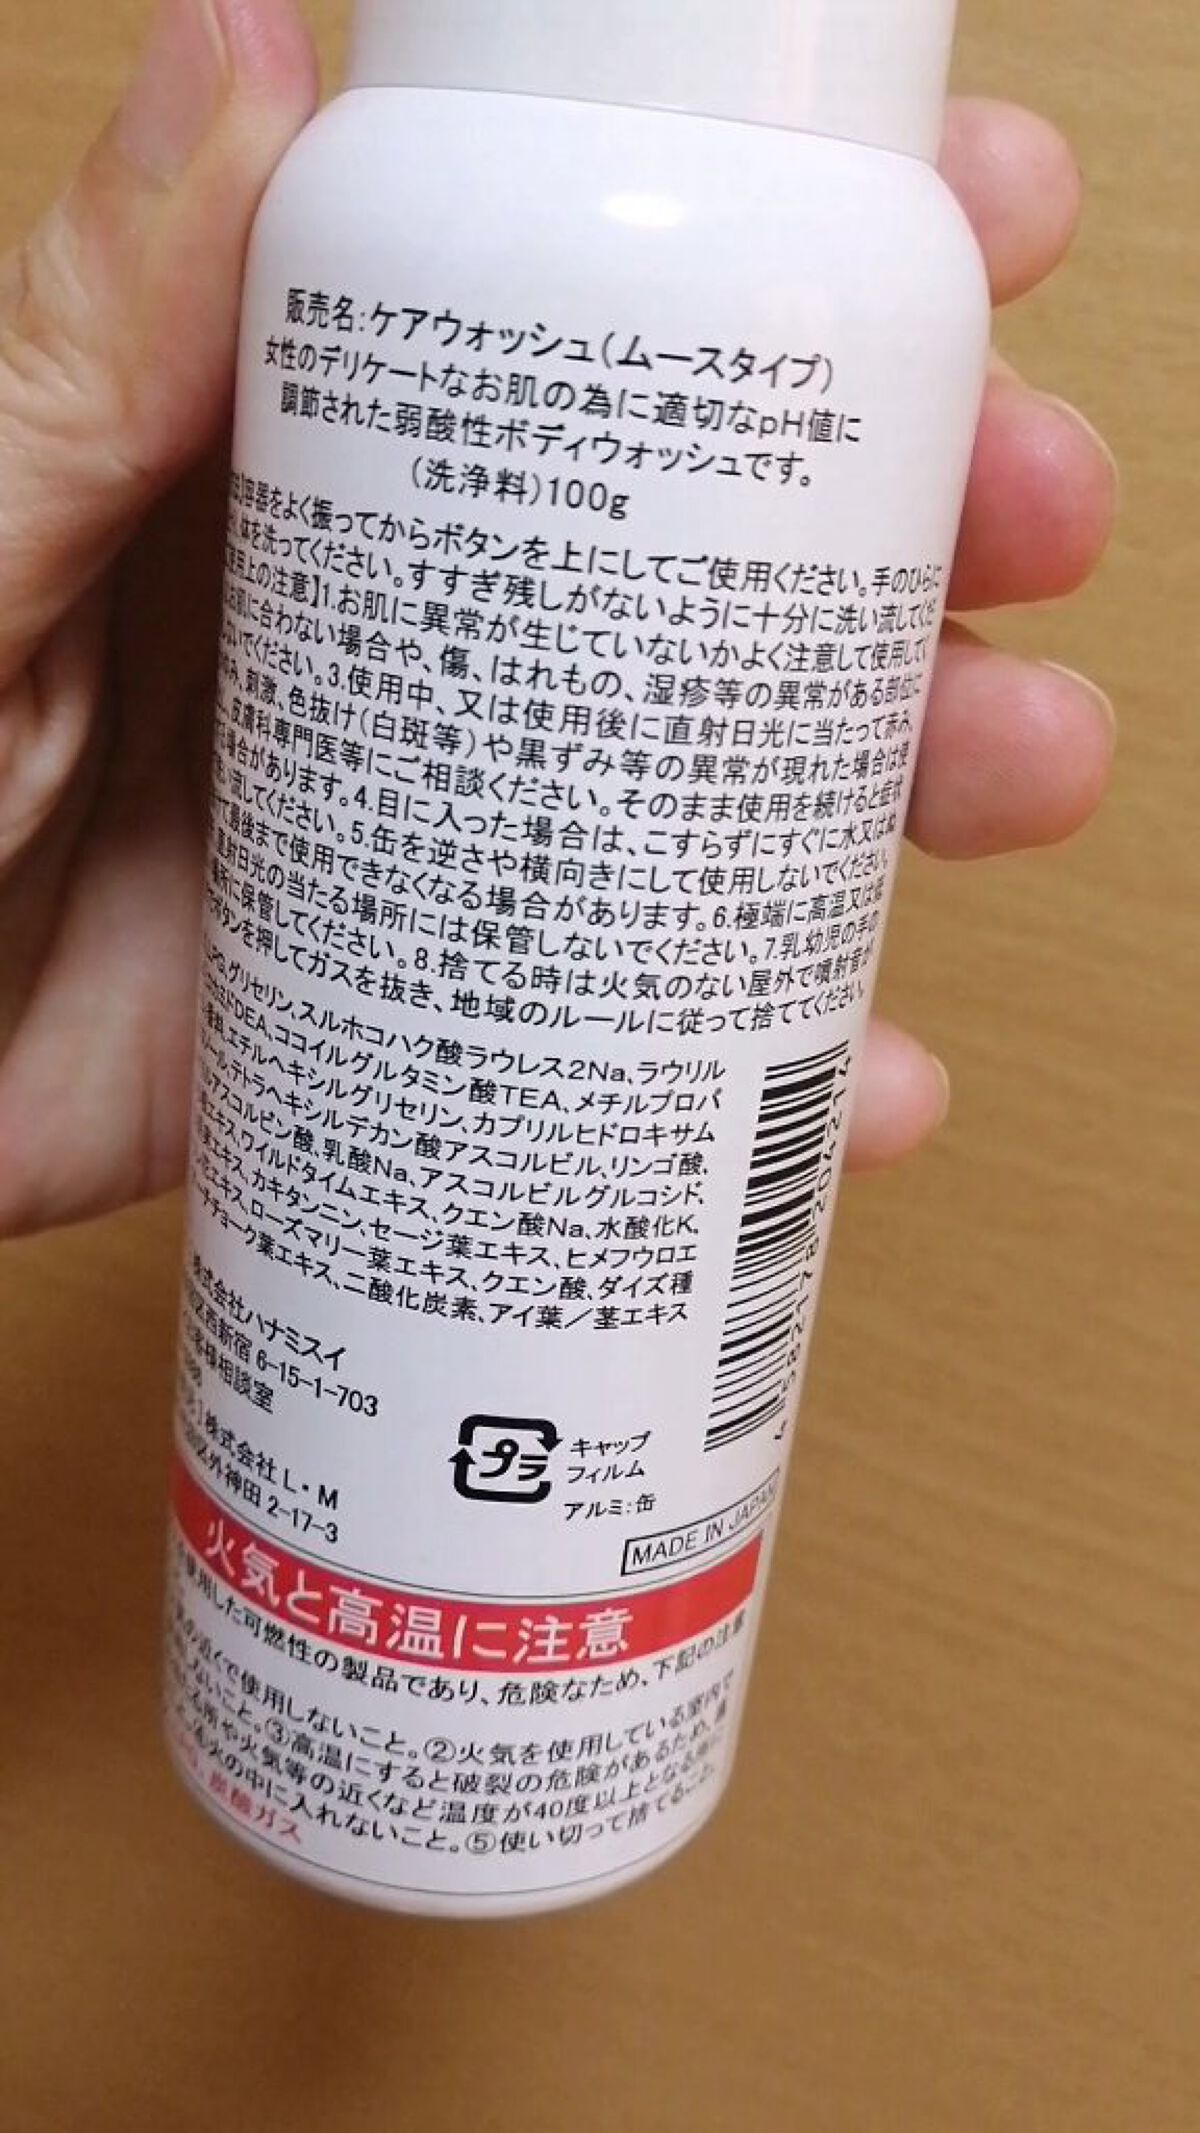 販売名:ケアウォッシュ(ムースタイプ)
女性のデリケートなお肌の為に適切なpH値に
調節された弱酸性ボディウォッシュです。
(洗浄料)100g
】容器をよく振ってからボタンを上にしてご使用ください。手のひらに
体を洗ってください。すすぎ残しがないように十分に洗い流してくだ
使用上の注意】1.お肌に異常が生じていないかよく注意して使用して
お肌に合わない場合や、傷、はれもの、湿疹等の異常がある部位に
ないでください。3.使用中、又は使用後に直射日光に当たって赤み、
刺激、色抜け(白斑等)や黒ずみ等の異常が現れた場合は使
皮膚科専門医等にご相談ください。そのまま使用を続けると症状
場合があります。4.目に入った場合は、こすらずにすぐに水又はぬ
流してください。5.缶を逆さや横向きにして使用しないでください。
最後まで使用できなくなる場合があります。6.極端に高温又は低
直射日光の当たる場所には保管しないでください。7.乳幼児の手の
場所に保管してください。8.捨てる時は火気のない屋外で噴射音が
ボタンを押してガスを抜き、地域のルールに従って捨ててください。
LPG、グリセリン、スルホコハク酸ラウレス2Na、ラウリル
ミドDEA、ココイルグルタミン酸TEA、メチルプロパ
エチルヘキシルグリセリン、カプリルヒドロキサム
テトラヘキシルデカン酸アスコルビル、リンゴ酸、
アスコルビン酸、乳酸Na、アスコルビルグルコシド、
エキス、ワイルドタイムエキス、クエン酸Na、水酸化K、
エキス、カキタンニン、セージ葉エキス、ヒメフウロエ
エキス、ローズマリー葉エキス、クエン酸、ダイズ種
チョーク葉エキス、二酸化炭素、アイ葉／茎エキス
株式会社ハナミスイ
区西新宿 6-15-1-703
客様相談室
株式会社 L・M
区外神田 2-17-3
プラ
キャップ
フィルム
アルミ:缶
MADE IN JAPAN
火気と高温に注意
使用した可燃性の製品であり、危険なため、下記の注意
の近くで使用しないこと。②火気を使用している室内で
ないこと。③高温にすると破裂の危険があるため、直
所や火気等の近くなど温度が40度以上となる所に
④火の中に入れないこと。⑤使い切って捨てること。
炭酸ガス